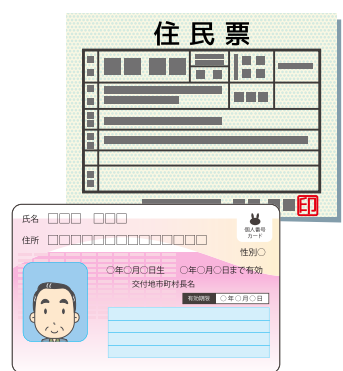 住民票
印
氏名 □□□ □□□
個人番号
カード
住所 □□□□□□□□□□□□□□
性別○
○年○月○日生 ○年○月○日まで有効
交付地市町村長名
有効期限 ○年○月○日